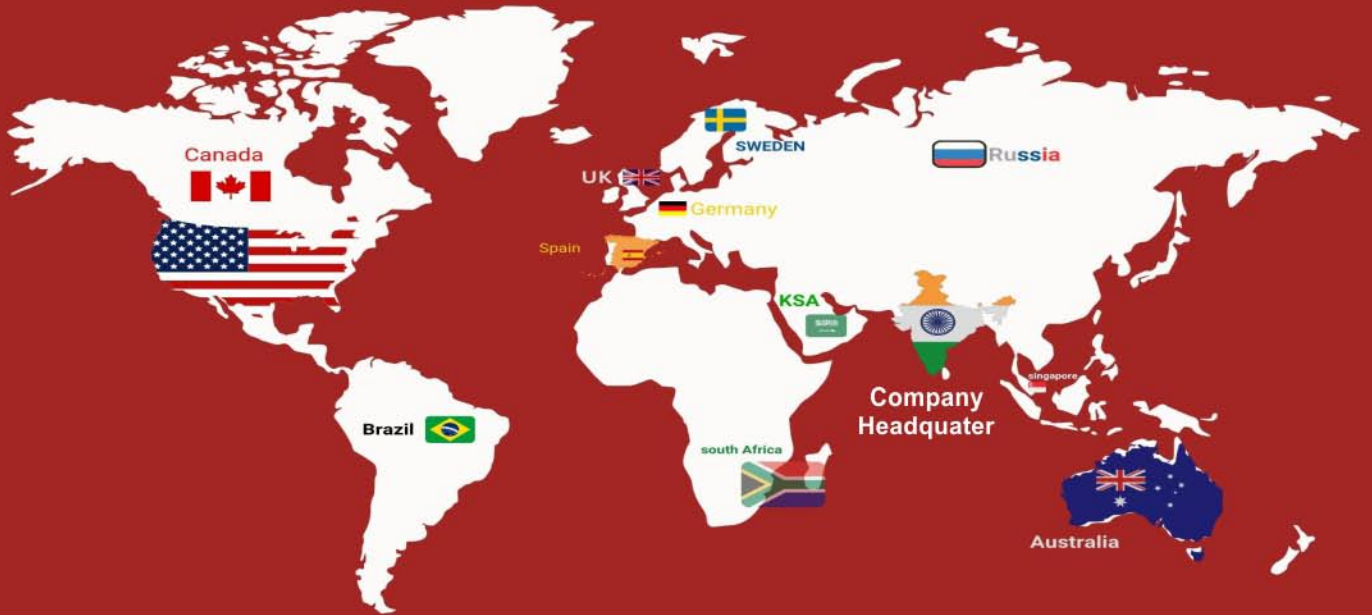 Canada
SWEDEN
Russia
UK
Germany
Spain
KSA
singapore
Company
Headquater
Brazil
south Africa
Australia